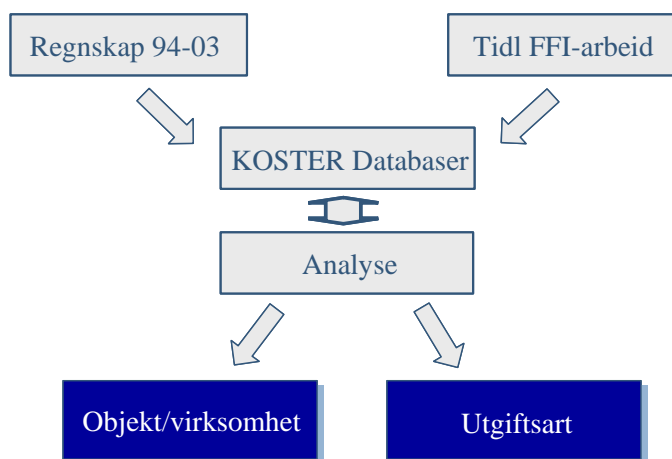 Regnskap 94-03
Tidl FFI-arbeid
KOSTER Databaser
Analyse
Objekt/virksomhet
Utgiftsart